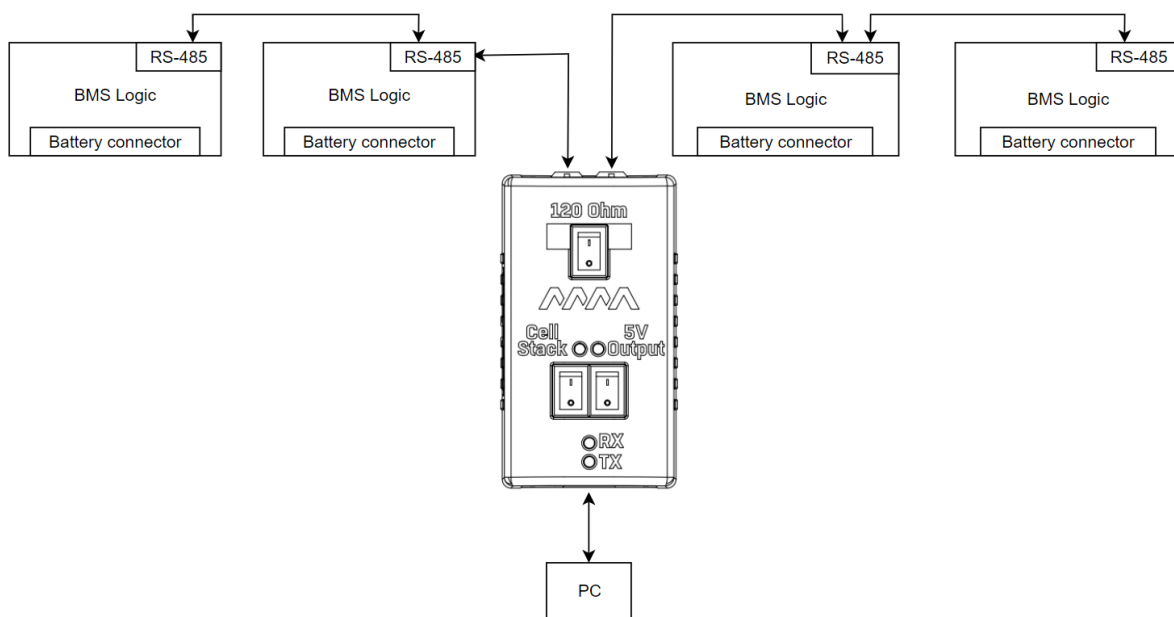 RS-485
BMS Logic
Battery connector
RS-485
BMS Logic
Battery connector
RS-485
BMS Logic
Battery connector
RS-485
BMS Logic
Battery connector
120 Ohm
Cell
Stack
5V
Output
RX
TX
PC